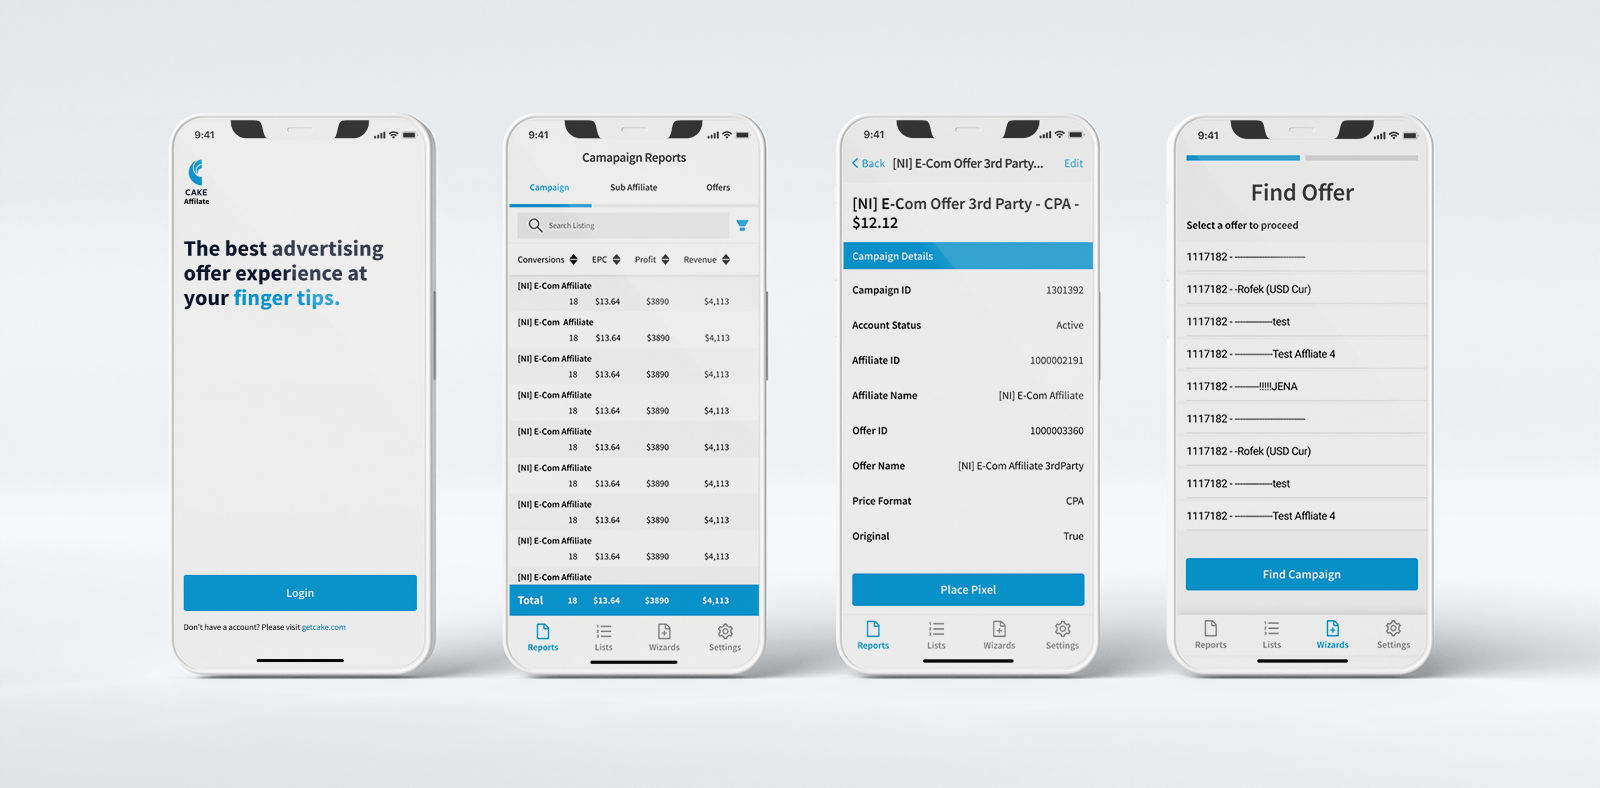 9:41
CAKE
Affilate
The best advertising
offer experience at
your finger tips.
Login
Don't have a account? Please visit getcake.com
9:41
Camapaign Reports
Campaign Sub Affiliate Offers
Search Listing
Conversions EPC Profit Revenue
[NI] E-Com Affiliate
18 $13.64 $3890 $4,113
[NI] E-Com Affiliate
18 $13.64 $3890 $4,113
[NI] E-Com Affiliate
18 $13.64 $3890 $4,113
[NI] E-Com Affiliate
18 $13.64 $3890 $4,113
[NI] E-Com Affiliate
18 $13.64 $3890 $4,113
[NI] E-Com Affiliate
18 $13.64 $3890 $4,113
[NI] E-Com Affiliate
18 $13.64 $3890 $4,113
[NI] E-Com Affiliate
18 $13.64 $3890 $4,113
[NI] E-Com Affiliate
Total 18 $13.64 $3890 $4,113
Reports Lists Wizards Settings
9:41
Back [NI] E-Com Offer 3rd Party... Edit
[NI] E-Com Offer 3rd Party - CPA -
$12.12
Campaign Details
Campaign ID 1301392
Account Status Active
Affiliate ID 1000002191
Affiliate Name [NI] E-Com Affiliate
Offer ID 1000003360
Offer Name [NI] E-Com Affiliate 3rdParty
Price Format CPA
Original True
Place Pixel
Reports Lists Wizards Settings
9:41
Find Offer
Select a offer to proceed
1117182 - -----------------------
1117182 - -Rofek (USD Cur)
1117182 - ------------test
1117182 - ------------Test Affliate 4
1117182 - --------!!!!!JENA
1117182 - -----------------------
1117182 - -Rofek (USD Cur)
1117182 - ------------test
1117182 - ------------Test Affliate 4
Find Campaign
Reports Lists Wizards Settings